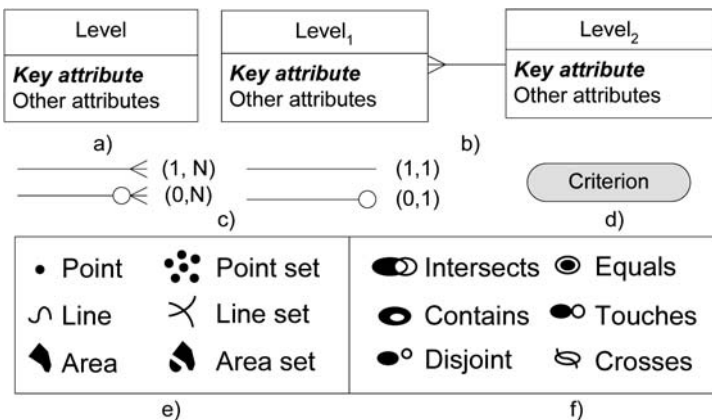 Level
Key attribute
Other attributes
a)
Level1
Key attribute
Other attributes
b)
Level2
Key attribute
Other attributes
(1, N)
(0,N)
(1,1)
(0,1)
c)
Criterion
d)
Point
Point set
Line
Line set
Area
Area set
e)
Intersects
Equals
Contains
Touches
Disjoint
Crosses
f)